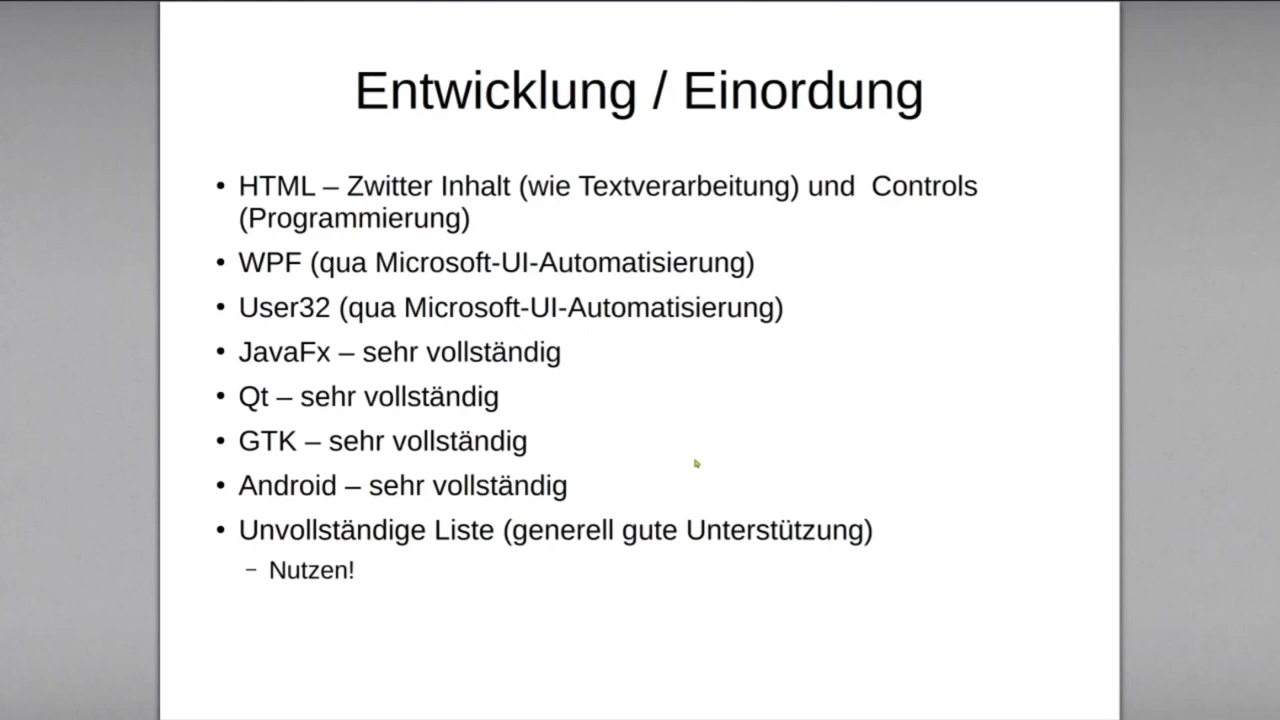 Entwicklung / Einordung
• HTML – Zwitter Inhalt (wie Textverarbeitung) und  Controls
(Programmierung)
• WPF (qua Microsoft-UI-Automatisierung)
• User32 (qua Microsoft-UI-Automatisierung)
• JavaFx – sehr vollständig
• Qt – sehr vollständig
• GTK – sehr vollständig
• Android – sehr vollständig
• Unvollständige Liste (generell gute Unterstützung)
– Nutzen!